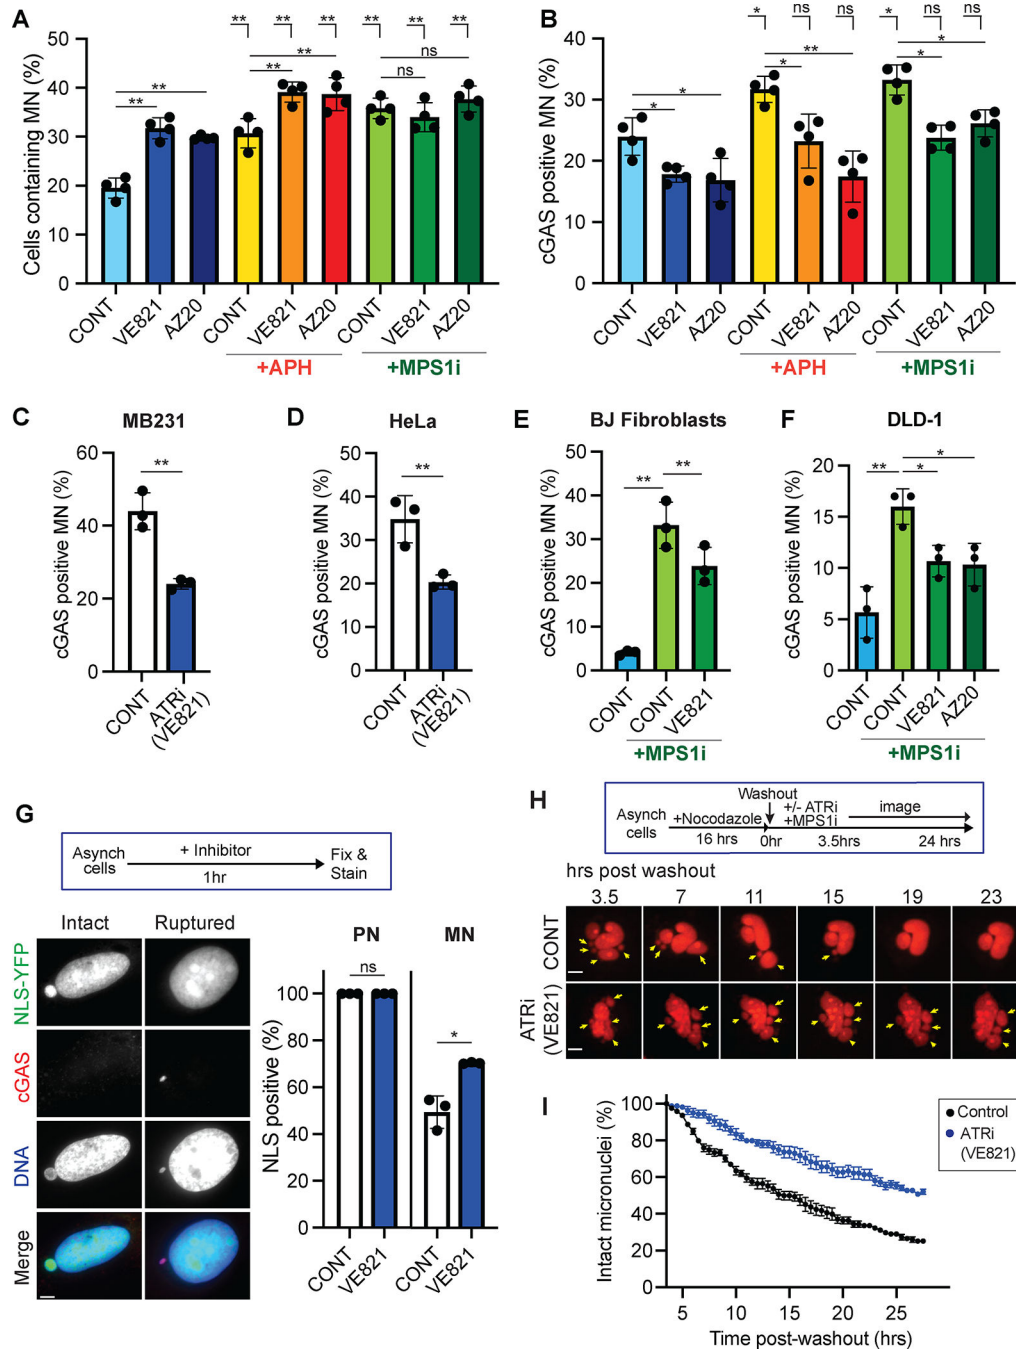 A
Cells containing MN (%)
80
60
50
40
30
20
10
0
** ** ** ** ** **
** **
** **
ns
ns
CONT VE821 AZ20 CONT VE821 AZ20 CONT VE821 AZ20
+APH +MPS1i
B
cGAS positive MN (%)
40
30
20
10
0
* ns ns * ns ns
* *
* **
* *
CONT VE821 AZ20 CONT VE821 AZ20 CONT VE821 AZ20
+APH +MPS1i
C
MB231
cGAS positive MN (%)
60
40
20
0
**
CONT ATRi
(VE821)
D
HeLa
cGAS positive MN (%)
50
40
30
20
10
0
**
CONT ATRi
(VE821)
E
BJ Fibroblasts
cGAS positive MN (%)
50
40
30
20
10
0
** **
CONT CONT VE821
+MPS1i
F
DLD-1
cGAS positive MN (%)
20
15
10
5
0
** * *
CONT CONT VE821 AZ20
+MPS1i
G
Asynch
cells
+ Inhibitor
1hr
Fix &
Stain
Intact Ruptured
NLS-YFP
cGAS
DNA
Merge
PN MN
NLS positive (%)
100
80
60
40
20
0
ns
*
CONT VE821 CONT VE821
H
Washout
Asynch
cells
+Nocodazole
+/- ATRi
+MPS1i
image
16 hrs 0hr 3.5hrs 24 hrs
hrs post washout
3.5 7 11 15 19 23
CONT
ATRi
(VE821)
I
Intact micronuclei (%)
100
80
60
40
20
0
5 10 15 20 25
Time post-washout (hrs)
Control
ATRi
(VE821)